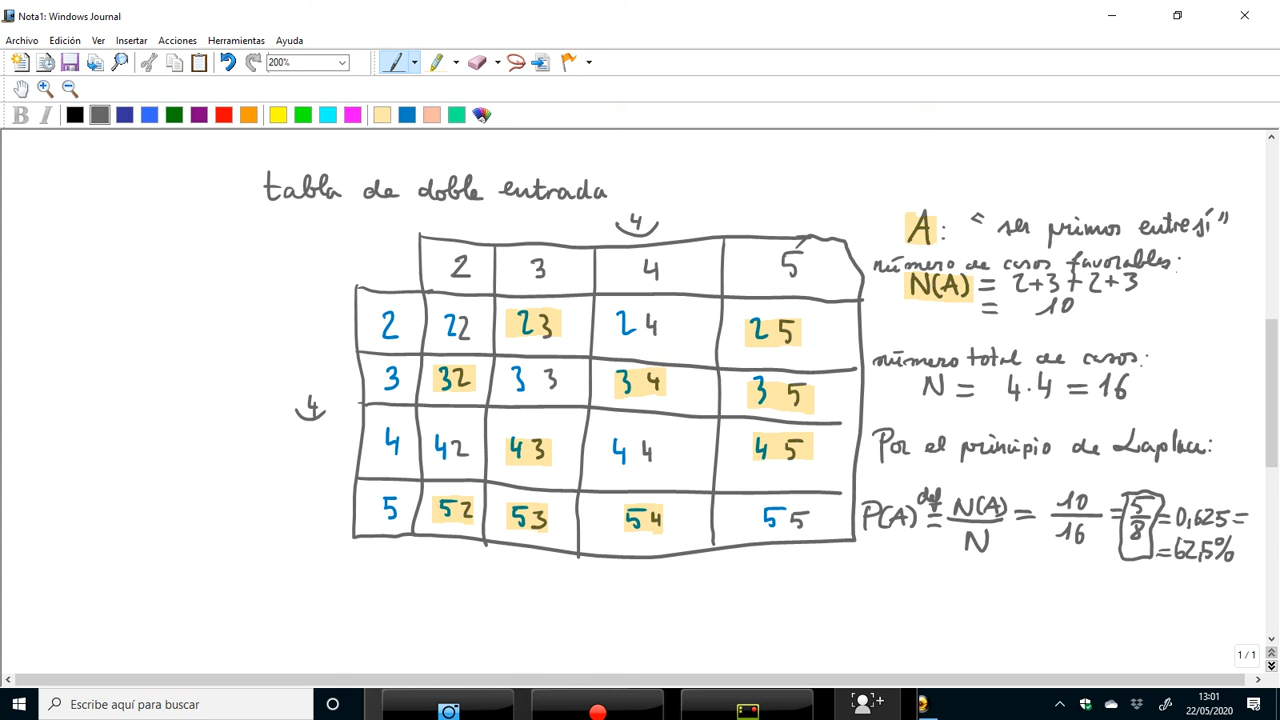 Nota1: Windows Journal
Archivo Edición Ver Insertar Acciones Herramientas Ayuda
200%
B I
tabla de doble entrada
4
2 3 4 5
2 22 23 24 25
3 32 33 34 35
4
4 42 43 44 45
5 52 53 54 55
A: "ser primos entre sí"
número de casos favorables:
N(A) = 2+3+2+3
= 10
número total de casos:
N = 4·4 = 16
Por el principio de Laplace:
P(A) def= N(A)/N = 10/16 = 5/8 = 0,625 =
= 62,5%
1 / 1
Escribe aquí para buscar
13:01
22/05/2020